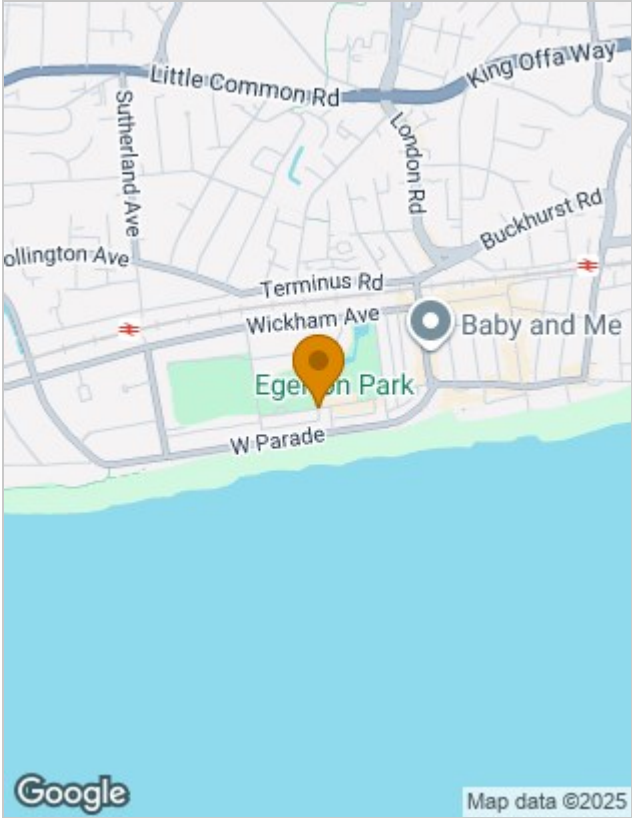 King Offa Way
Little Common Rd
Sutherland Ave
London Rd
Buckhurst Rd
ollington Ave
Terminus Rd
Wickham Ave
Baby and Me
Egerton Park
W Parade
Google
Map data ©2025